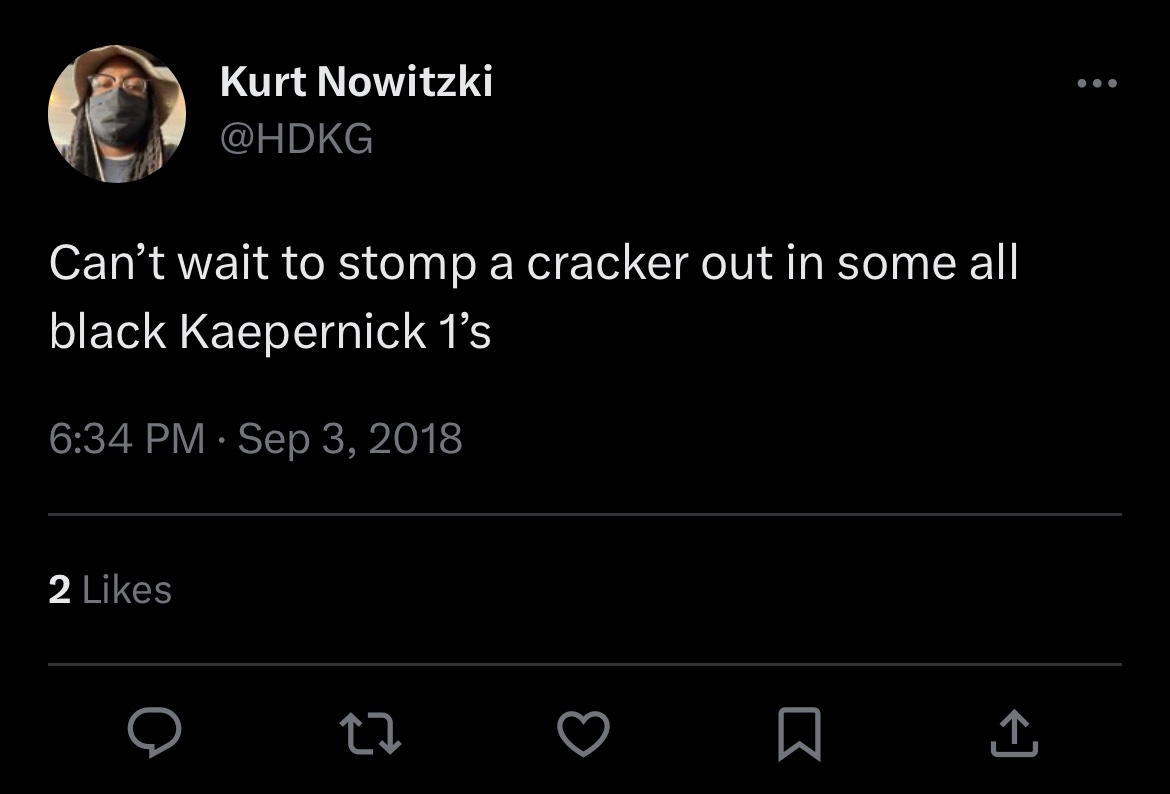 Kurt Nowitzki
@HDKG
Can’t wait to stomp a cracker out in some all
black Kaepernick 1’s
6:34 PM · Sep 3, 2018
2 Likes